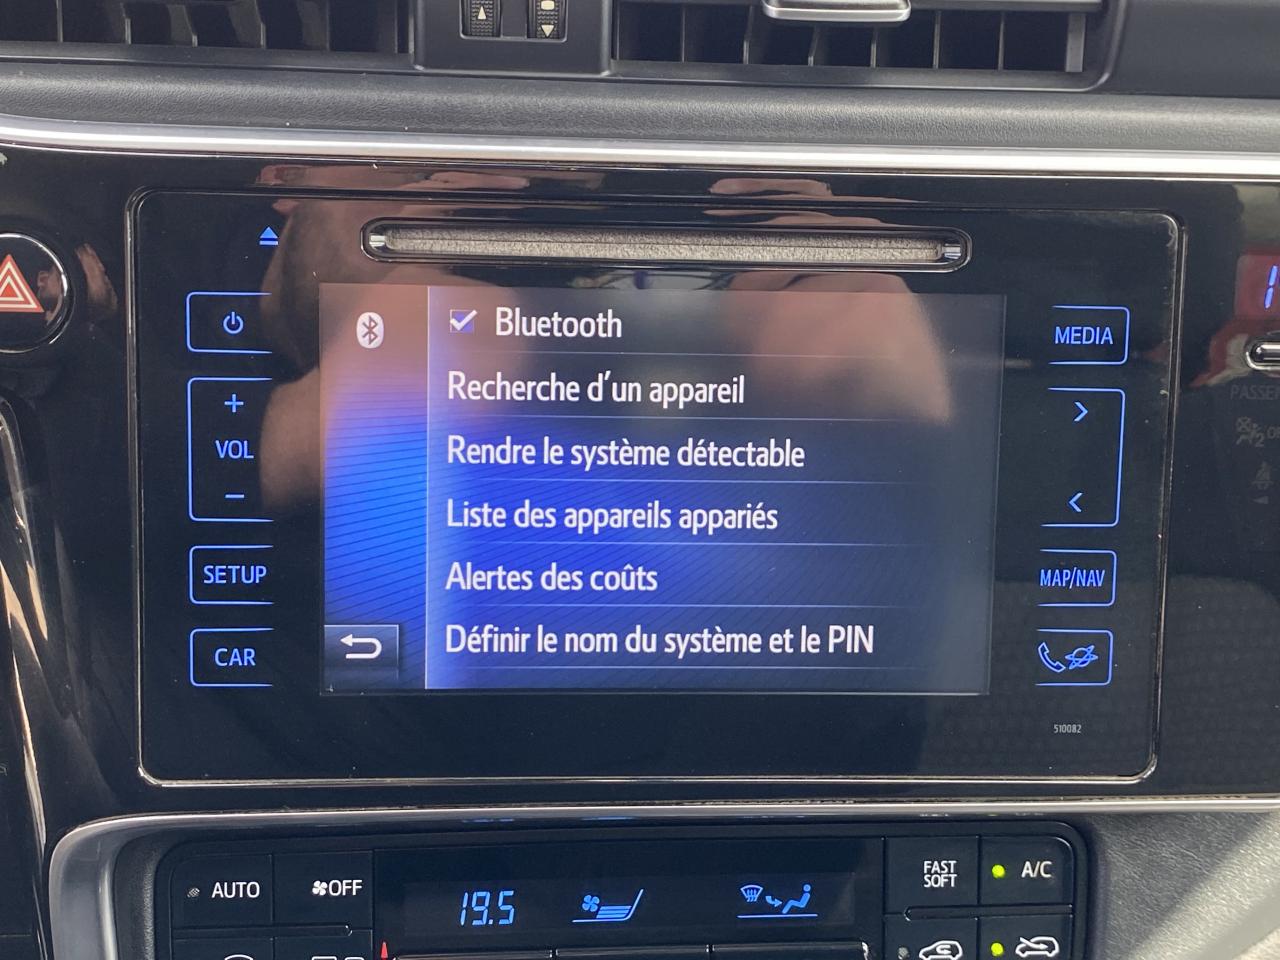 Bluetooth
Recherche d'un appareil
Rendre le système détectable
Liste des appareils appariés
Alertes des coûts
Définir le nom du système et le PIN
+
VOL
−
SETUP
CAR
MEDIA
>
<
MAP/NAV
510082
AUTO
OFF
19.5
FAST
SOFT
A/C